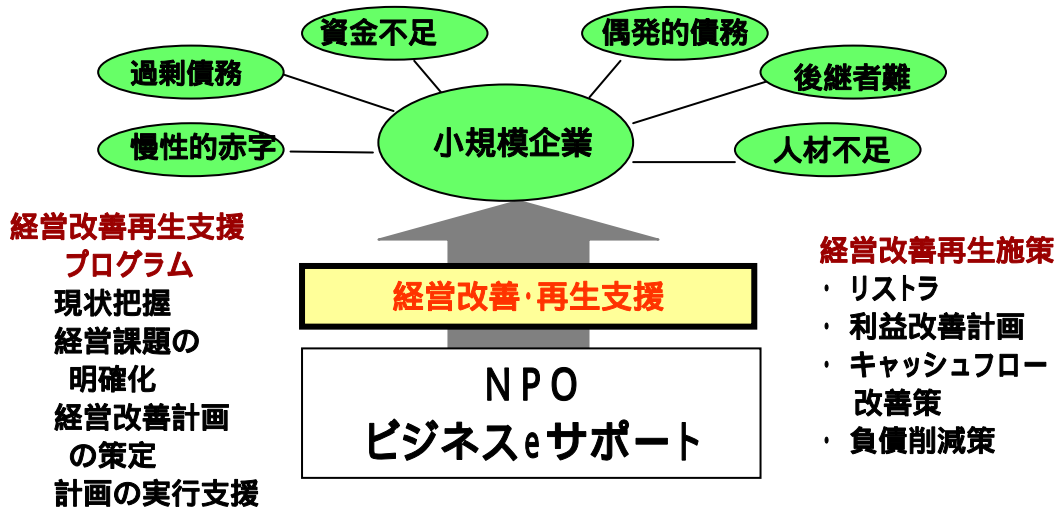 資金不足
偶発的債務
過剰債務
後継者難
小規模企業
慢性的赤字
人材不足
経営改善再生支援
プログラム
現状把握
経営課題の
明確化
経営改善計画
の策定
計画の実行支援
経営改善・再生支援
NPO
ビジネスeサポート
経営改善再生施策
・ リストラ
・ 利益改善計画
・ キャッシュフロー
改善策
・ 負債削減策